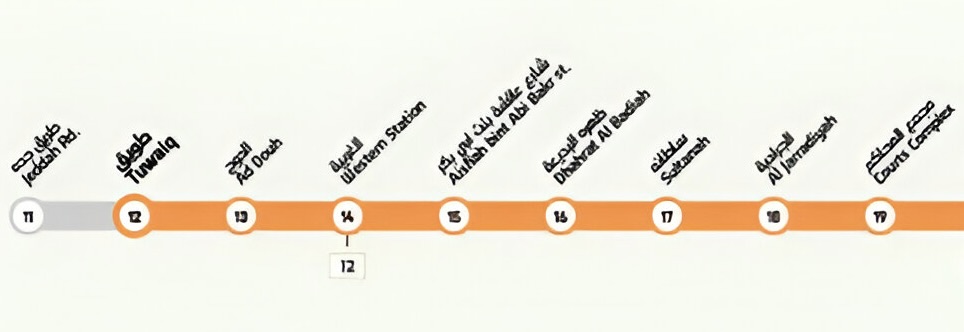 طريق جدة
Jeddah Rd.
طويق
Tuwaiq
الدوح
Ad Douh
الغربية
Western Station
شارع عائشة بنت أبي بكر
Aishah bint Abi Bakr st.
ظهرة البديعة
Dhahrat Al Badiah
سلطانة
Sultanah
الجرادية
Al Jarradiyah
مجمع المحاكم
Courts Complex
11
12
13
14
15
16
17
18
19
12